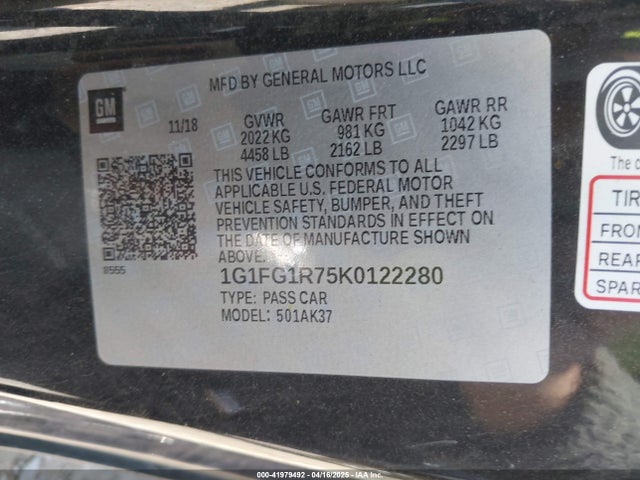 MFD BY GENERAL MOTORS LLC
GM
11/18
GVWR
2022 KG
4458 LB
GAWR FRT
981 KG
2162 LB
GAWR RR
1042 KG
2297 LB
THIS VEHICLE CONFORMS TO ALL
APPLICABLE U.S. FEDERAL MOTOR
VEHICLE SAFETY, BUMPER, AND THEFT
PREVENTION STANDARDS IN EFFECT ON
THE DATE OF MANUFACTURE SHOWN
ABOVE.
8555
1G1FG1R75K0122280
TYPE: PASS CAR
MODEL: 501AK37
The c
TIR
FRON
REAR
SPAR
000-41979492 - 04/16/2025 - IAAI.COM